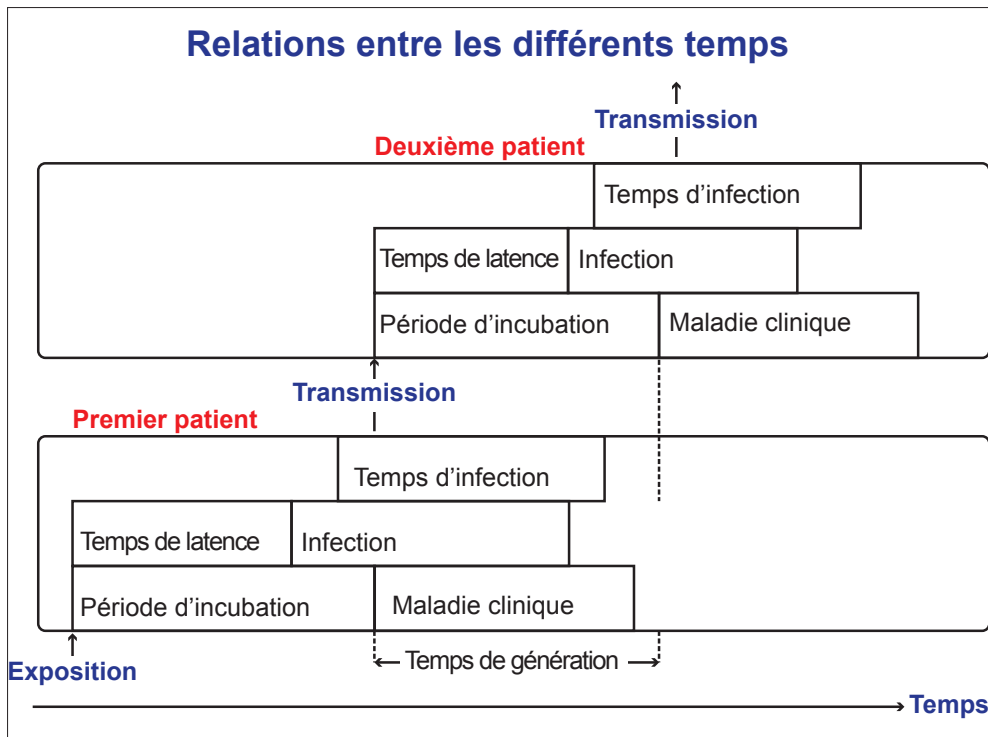 Relations entre les différents temps
Transmission
Deuxième patient
Temps d’infection
Temps de latence Infection
Période d’incubation Maladie clinique
Transmission
Premier patient
Temps d’infection
Temps de latence Infection
Période d’incubation Maladie clinique
Temps de génération
Exposition
Temps